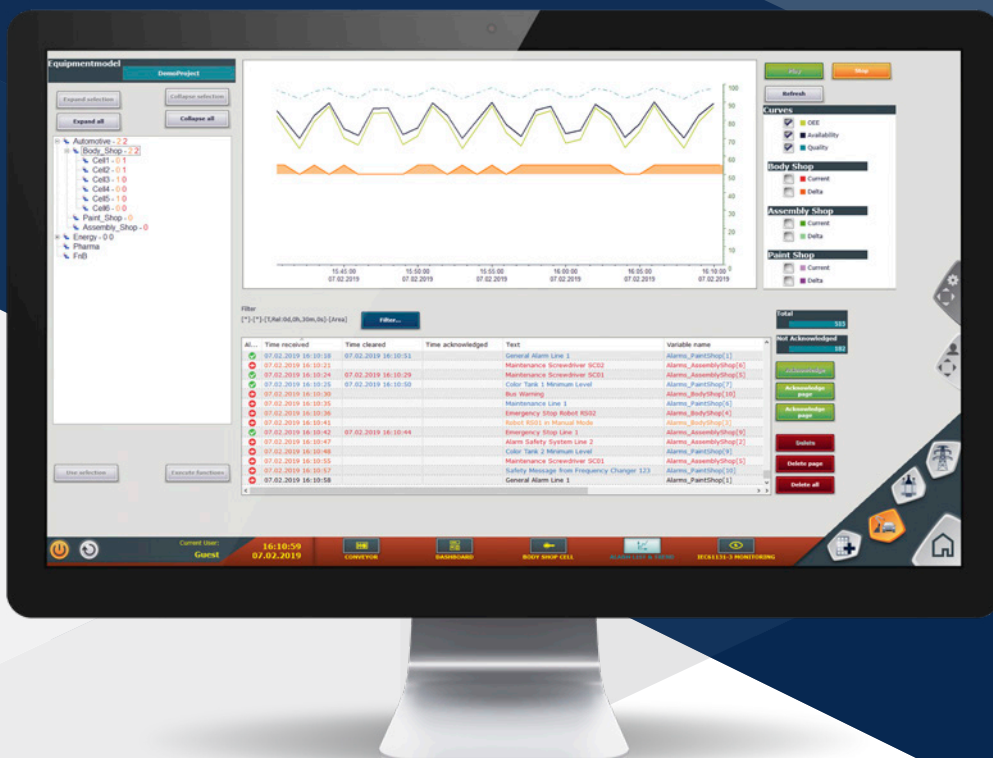 Equipmentmodel
DemoProject
Expand selection
Collapse selection
Expand all
Collapse all
Automotive - 2 2
Body_Shop - 2 2
Cell1 - 0 1
Cell2 - 0 1
Cell3 - 1 0
Cell4 - 0 0
Cell5 - 1 0
Cell6 - 0 0
Paint_Shop - 0
Assembly_Shop - 0
Energy - 0 0
Pharma
FnB
Use selection
Execute functions
100
90
80
70
60
50
40
30
20
10
0
15:45:00 15:50:00 15:55:00 16:00:00 16:05:00 16:10:00
07.02.2019 07.02.2019 07.02.2019 07.02.2019 07.02.2019 07.02.2019
Stop
Refresh
Curves
OEE
Availability
Quality
Body Shop
Current
Delta
Assembly Shop
Current
Delta
Paint Shop
Current
Delta
Filter
[*]-[*]-[T,Rel:0d,0h,30m,0s]-[Area]
Filter...
Al... Time received Time cleared Time acknowledged Text Variable name
07.02.2019 16:10:18 07.02.2019 16:10:51 General Alarm Line 1 Alarms_PaintShop[1]
07.02.2019 16:10:21 Maintenance Screwdriver SC02 Alarms_AssemblyShop[6]
07.02.2019 16:10:24 07.02.2019 16:10:29 Maintenance Screwdriver SC01 Alarms_AssemblyShop[5]
07.02.2019 16:10:25 07.02.2019 16:10:50 Color Tank 1 Minimum Level Alarms_PaintShop[7]
07.02.2019 16:10:30 Bus Warning Alarms_BodyShop[10]
07.02.2019 16:10:35 Maintenance Line 1 Alarms_PaintShop[6]
07.02.2019 16:10:36 Emergency Stop Robot RS02 Alarms_BodyShop[4]
07.02.2019 16:10:41 Robot RS01 in Manual Mode Alarms_BodyShop[3]
07.02.2019 16:10:42 07.02.2019 16:10:44 Emergency Stop Line 1 Alarms_AssemblyShop[9]
07.02.2019 16:10:47 Alarm Safety System Line 2 Alarms_AssemblyShop[2]
07.02.2019 16:10:48 Color Tank 2 Minimum Level Alarms_PaintShop[9]
07.02.2019 16:10:55 Maintenance Screwdriver SC01 Alarms_AssemblyShop[5]
07.02.2019 16:10:57 Safety Message from Frequency Changer 123 Alarms_PaintShop[10]
07.02.2019 16:10:58 General Alarm Line 1 Alarms_PaintShop[1]
Total
515
Not Acknowledged
Acknowledge
Acknowledge page
Acknowledge page
Delete
Delete page
Delete all
Current User:
Guest
16:10:59
07.02.2019
CONVEYOR
DASHBOARD
BODY SHOP CELL
ALARM LIST & TREND
IEC61131-3 MONITORING